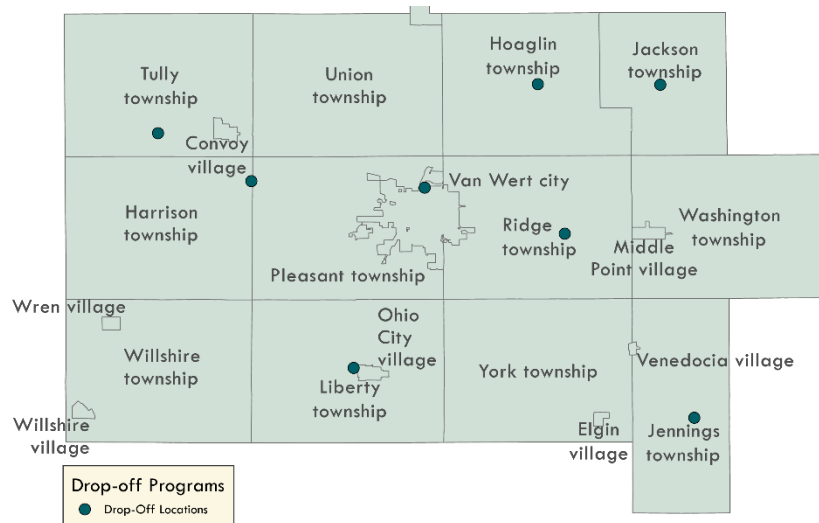 Hoaglin
township
Jackson
township
Tully
township
Union
township
Convoy
village
Van Wert city
Harrison
township
Ridge
township
Washington
township
Middle
Point village
Pleasant township
Wren village
Ohio
City
village
Willshire
township
Liberty
township
York township
Venedocia village
Willshire
village
Elgin
village
Jennings
township
Drop-off Programs
Drop-Off Locations